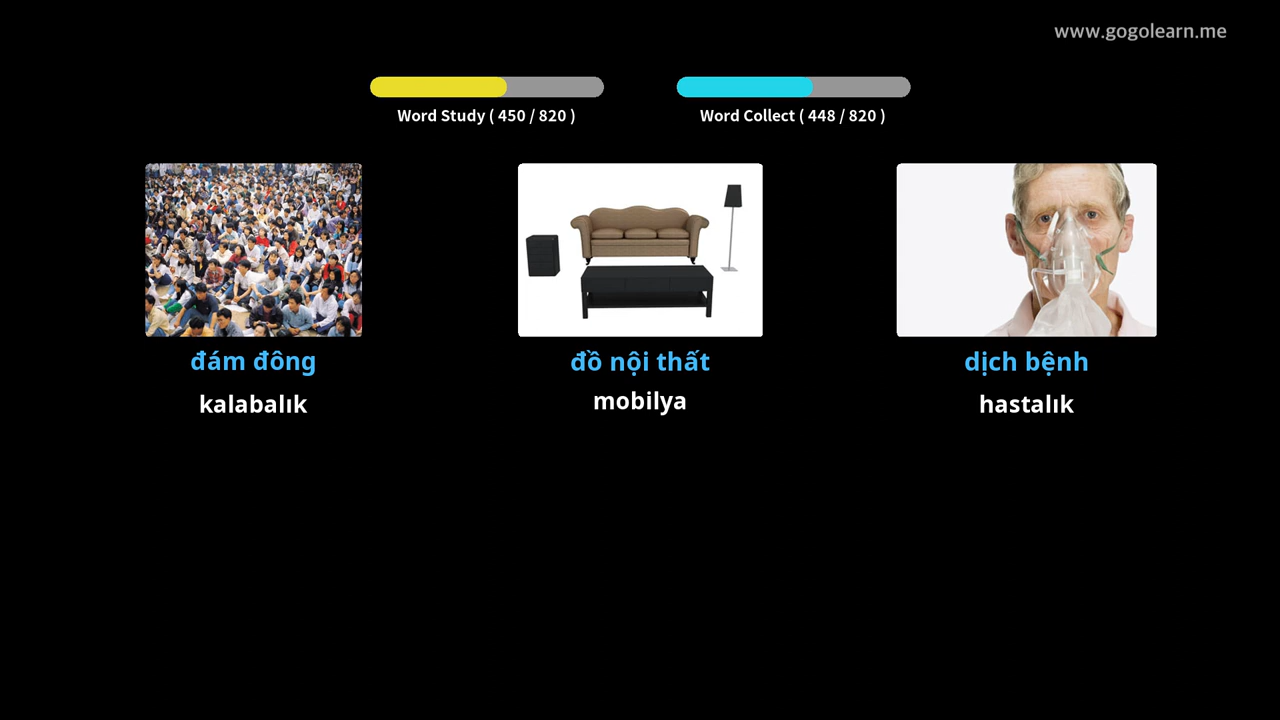 www.gogolearn.me
Word Study ( 450 / 820 )
Word Collect ( 448 / 820 )
đám đông
kalabalık
đồ nội thất
mobilya
dịch bệnh
hastalık